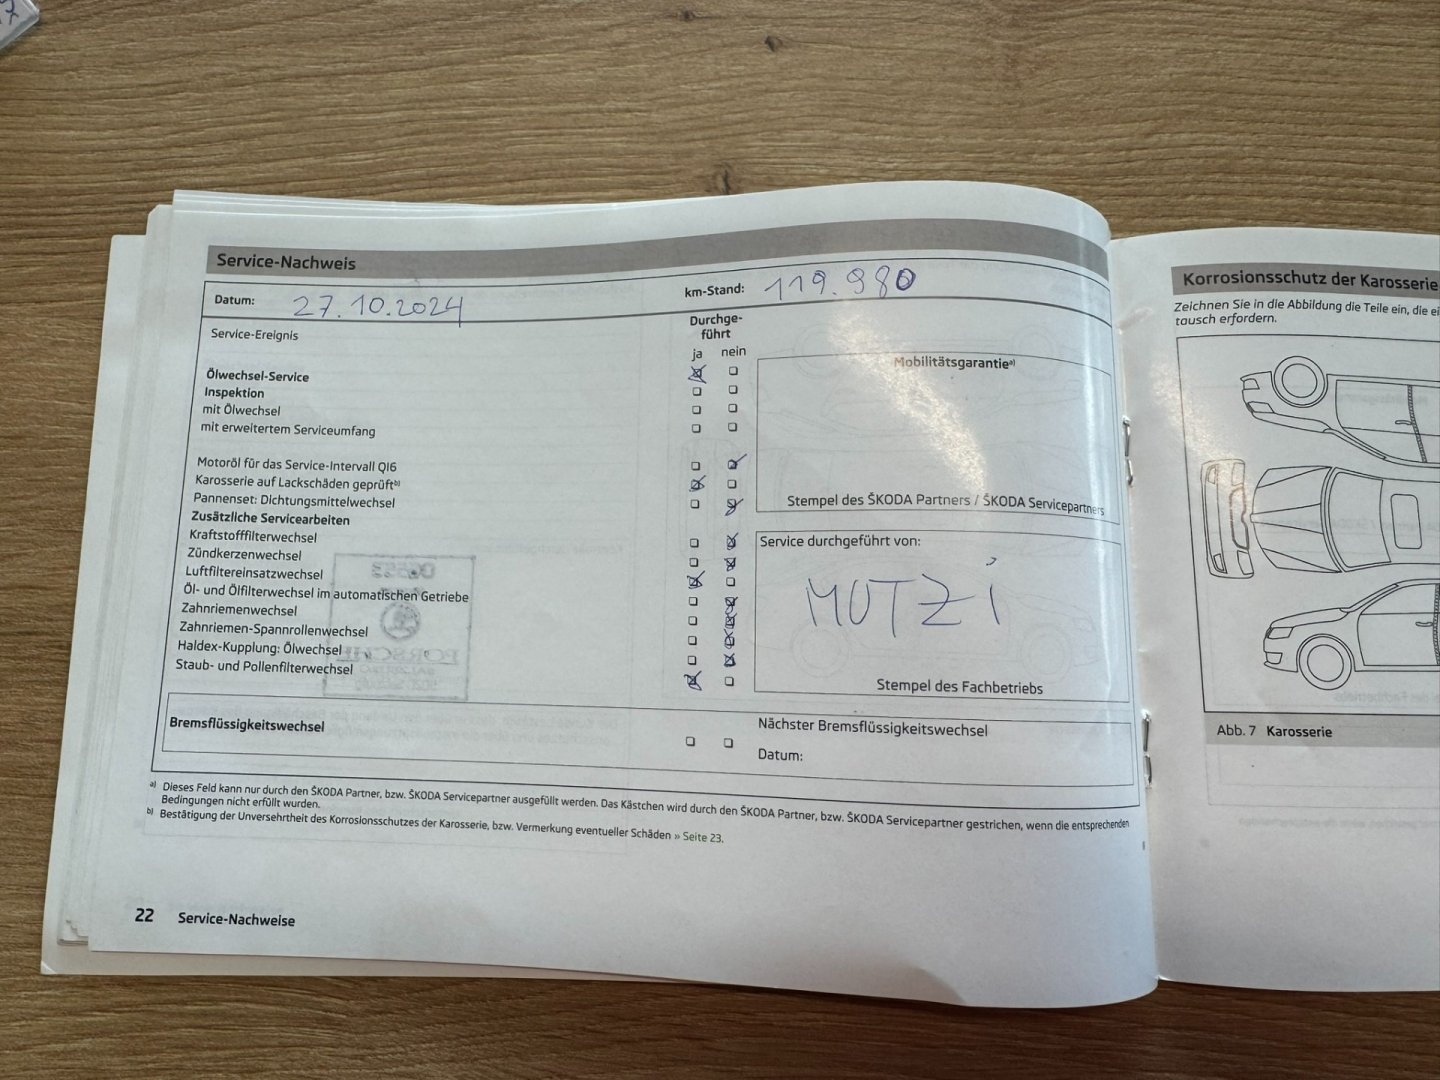 Service-Nachweis
Datum: 27.10.2024
km-Stand: 119.980
Service-Ereignis
Durchge-
führt
ja nein
Ölwechsel-Service
Inspektion
mit Ölwechsel
mit erweitertem Serviceumfang
Motoröl für das Service-Intervall QI6
Karosserie auf Lackschäden geprüft b)
Pannenset: Dichtungsmittelwechsel
Zusätzliche Servicearbeiten
Kraftstofffilterwechsel
Zündkerzenwechsel
Luftfiltereinsatzwechsel
Öl- und Ölfilterwechsel im automatischen Getriebe
Zahnriemenwechsel
Zahnriemen-Spannrollenwechsel
Haldex-Kupplung: Ölwechsel
Staub- und Pollenfilterwechsel
Mobilitätsgarantie a)
Stempel des ŠKODA Partners / ŠKODA Servicepartners
Service durchgeführt von:
MUTZi
Stempel des Fachbetriebs
Bremsflüssigkeitswechsel
Nächster Bremsflüssigkeitswechsel
Datum:
a) Dieses Feld kann nur durch den ŠKODA Partner, bzw. ŠKODA Servicepartner ausgefüllt werden. Das Kästchen wird durch den ŠKODA Partner, bzw. ŠKODA Servicepartner gestrichen, wenn die entsprechenden
Bedingungen nicht erfüllt wurden.
b) Bestätigung der Unversehrtheit des Korrosionsschutzes der Karosserie, bzw. Vermerkung eventueller Schäden » Seite 23.
22 Service-Nachweise
Korrosionsschutz der Karosserie
Zeichnen Sie in die Abbildung die Teile ein, die
tausch erfordern.
Abb. 7 Karosserie